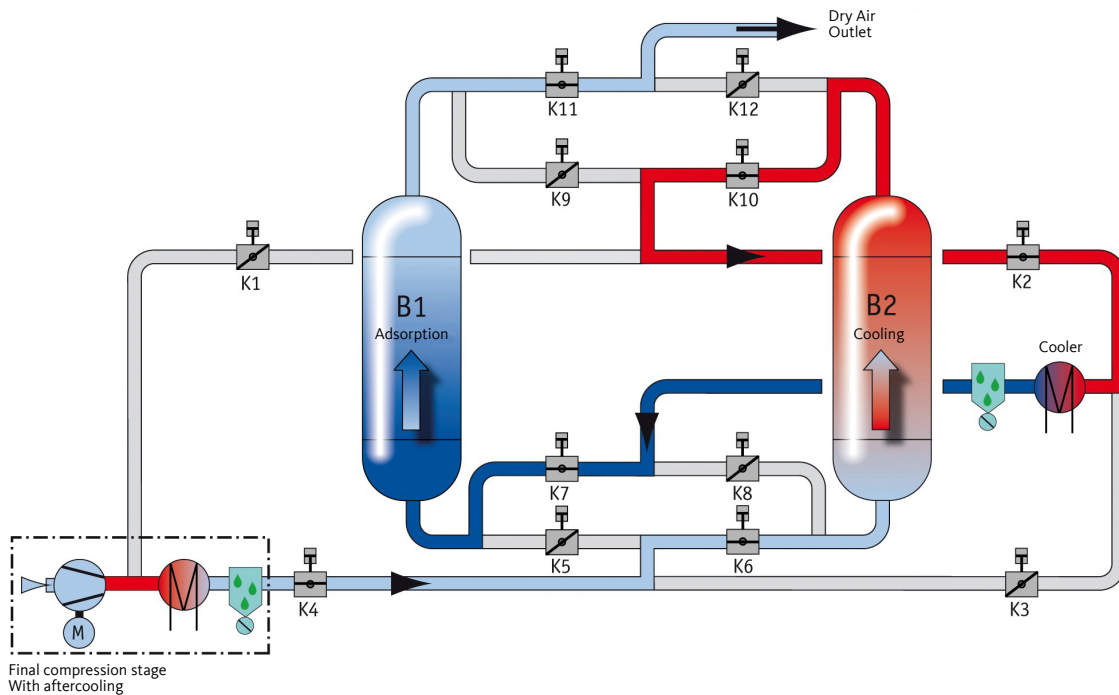 Dry Air
Outlet
K11
K12
K9
K10
K1
K2
B1
Adsorption
B2
Cooling
Cooler
K7
K8
K5
K6
K4
K3
M
Final compression stage
With aftercooling